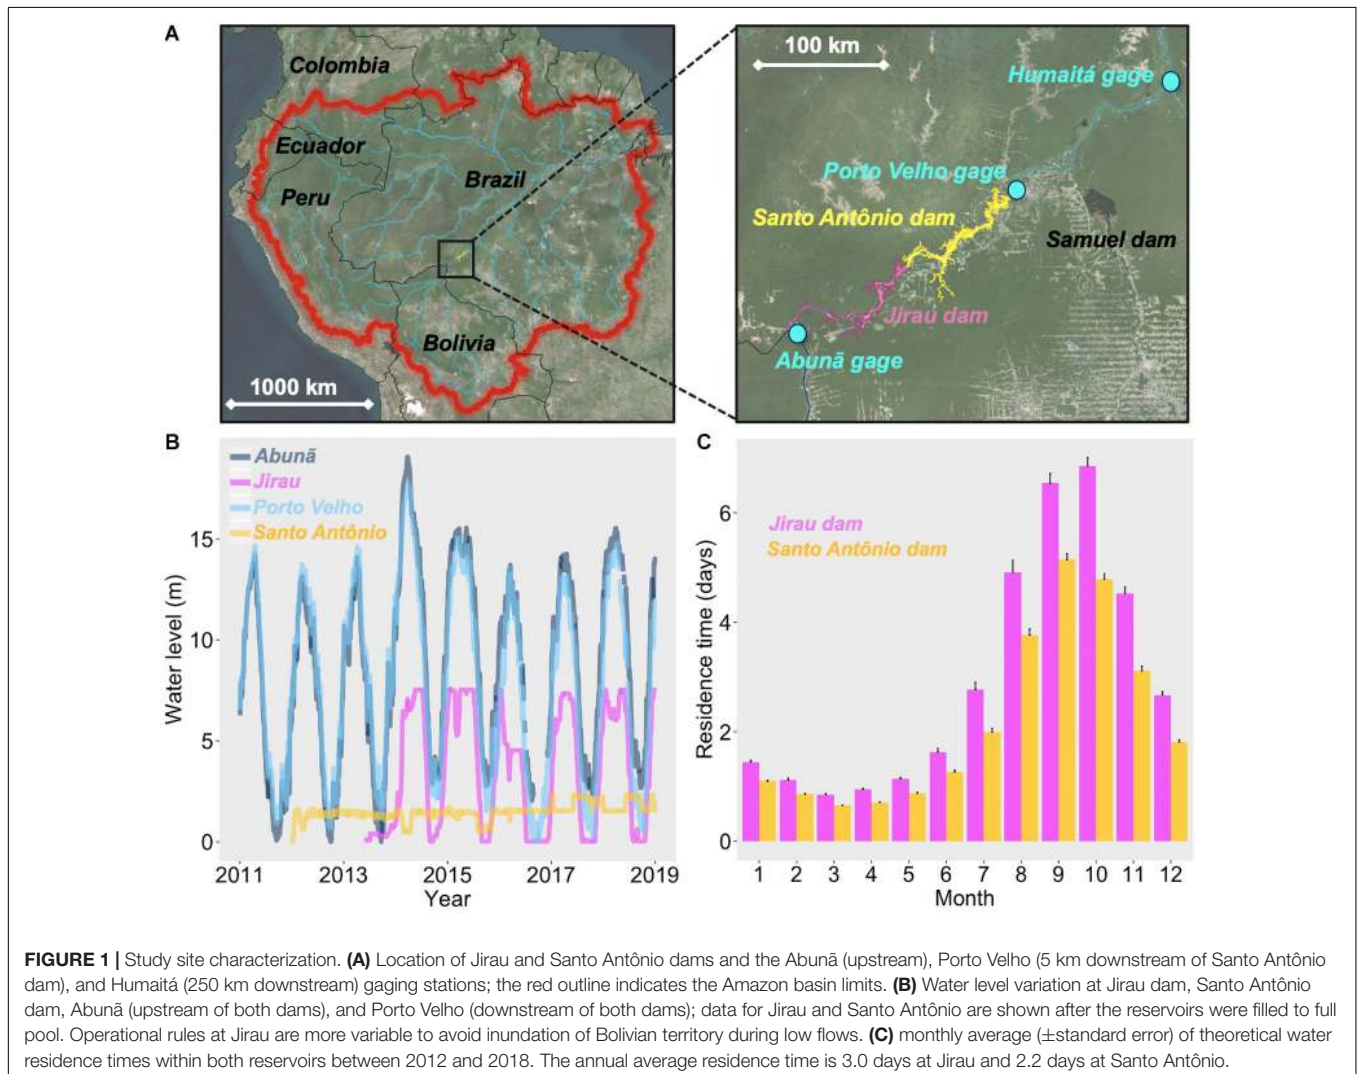 A
Colombia
Ecuador
Peru
Brazil
Bolivia
1000 km
100 km
Humaitá gage
Porto Velho gage
Santo Antônio dam
Samuel dam
Jirau dam
Abunã gage
B
Abunã
Jirau
Porto Velho
Santo Antônio
Water level (m)
15
10
5
0
2011 2013 2015 2017 2019
Year
C
Jirau dam
Santo Antônio dam
Residence time (days)
6
4
2
0
1 2 3 4 5 6 7 8 9 10 11 12
Month
FIGURE 1 | Study site characterization. (A) Location of Jirau and Santo Antônio dams and the Abunã (upstream), Porto Velho (5 km downstream of Santo Antônio
dam), and Humaitá (250 km downstream) gaging stations; the red outline indicates the Amazon basin limits. (B) Water level variation at Jirau dam, Santo Antônio
dam, Abunã (upstream of both dams), and Porto Velho (downstream of both dams); data for Jirau and Santo Antônio are shown after the reservoirs were filled to full
pool. Operational rules at Jirau are more variable to avoid inundation of Bolivian territory during low flows. (C) monthly average (±standard error) of theoretical water
residence times within both reservoirs between 2012 and 2018. The annual average residence time is 3.0 days at Jirau and 2.2 days at Santo Antônio.